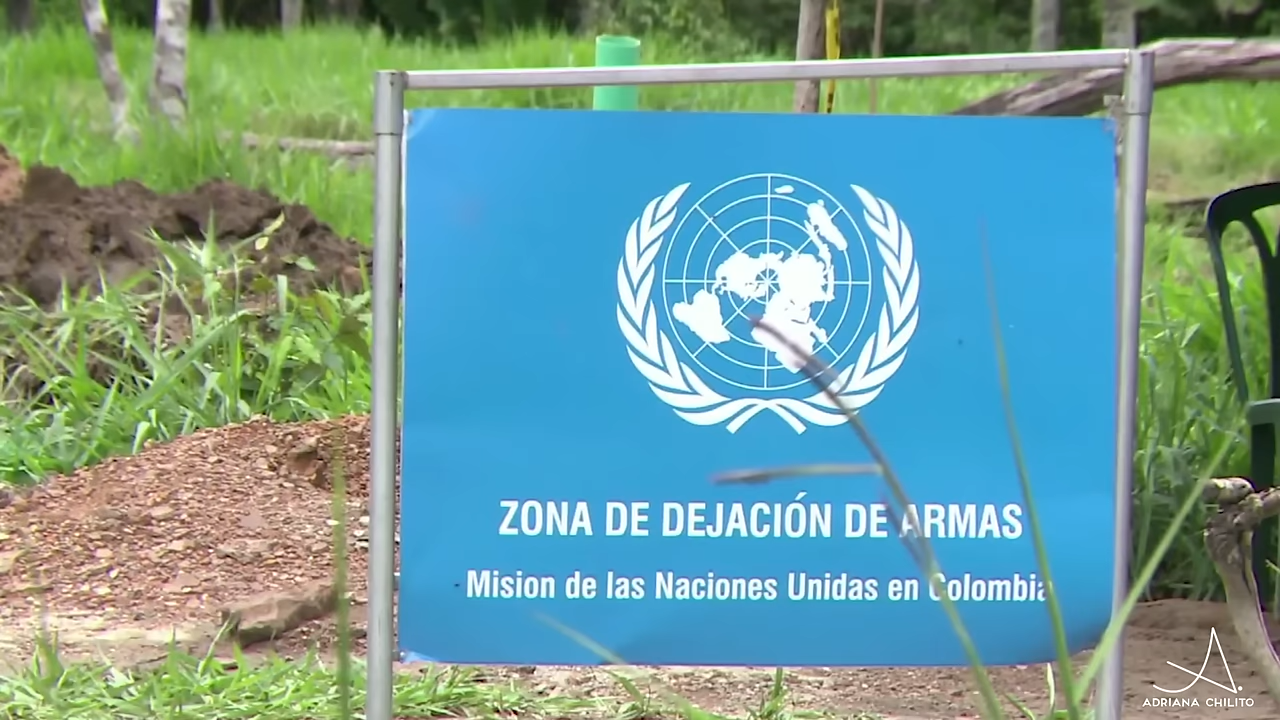 ZONA DE DEJACIÓN DE ARMAS
Mision de las Naciones Unidas en Colombia
A.
ADRIANA CHILITO